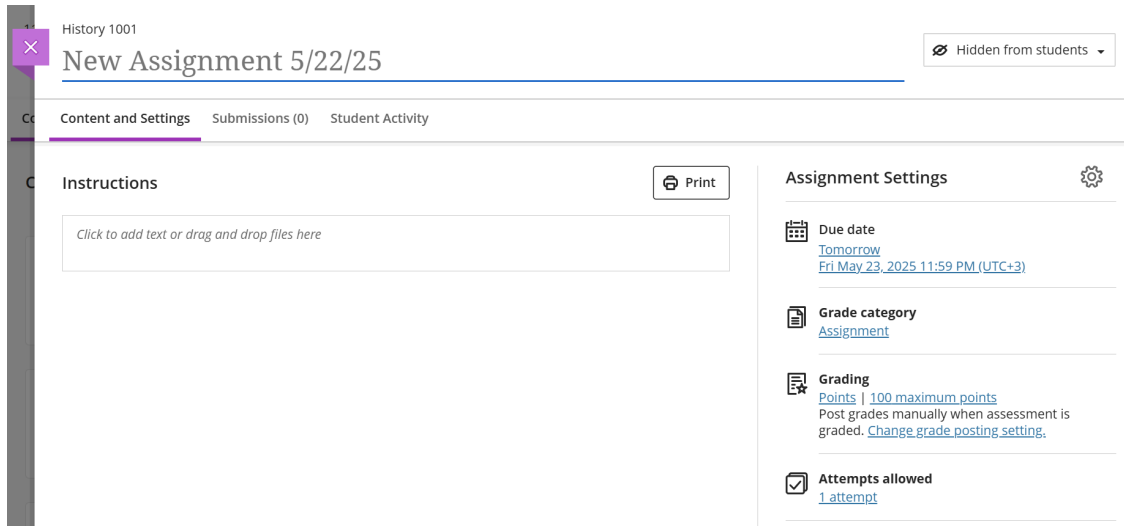 History 1001
New Assignment 5/22/25
Hidden from students
Content and Settings
Submissions (0)
Student Activity
Instructions
Print
Click to add text or drag and drop files here
Assignment Settings
Due date
Tomorrow
Fri May 23, 2025 11:59 PM (UTC+3)
Grade category
Assignment
Grading
Points | 100 maximum points
Post grades manually when assessment is
graded. Change grade posting setting.
Attempts allowed
1 attempt